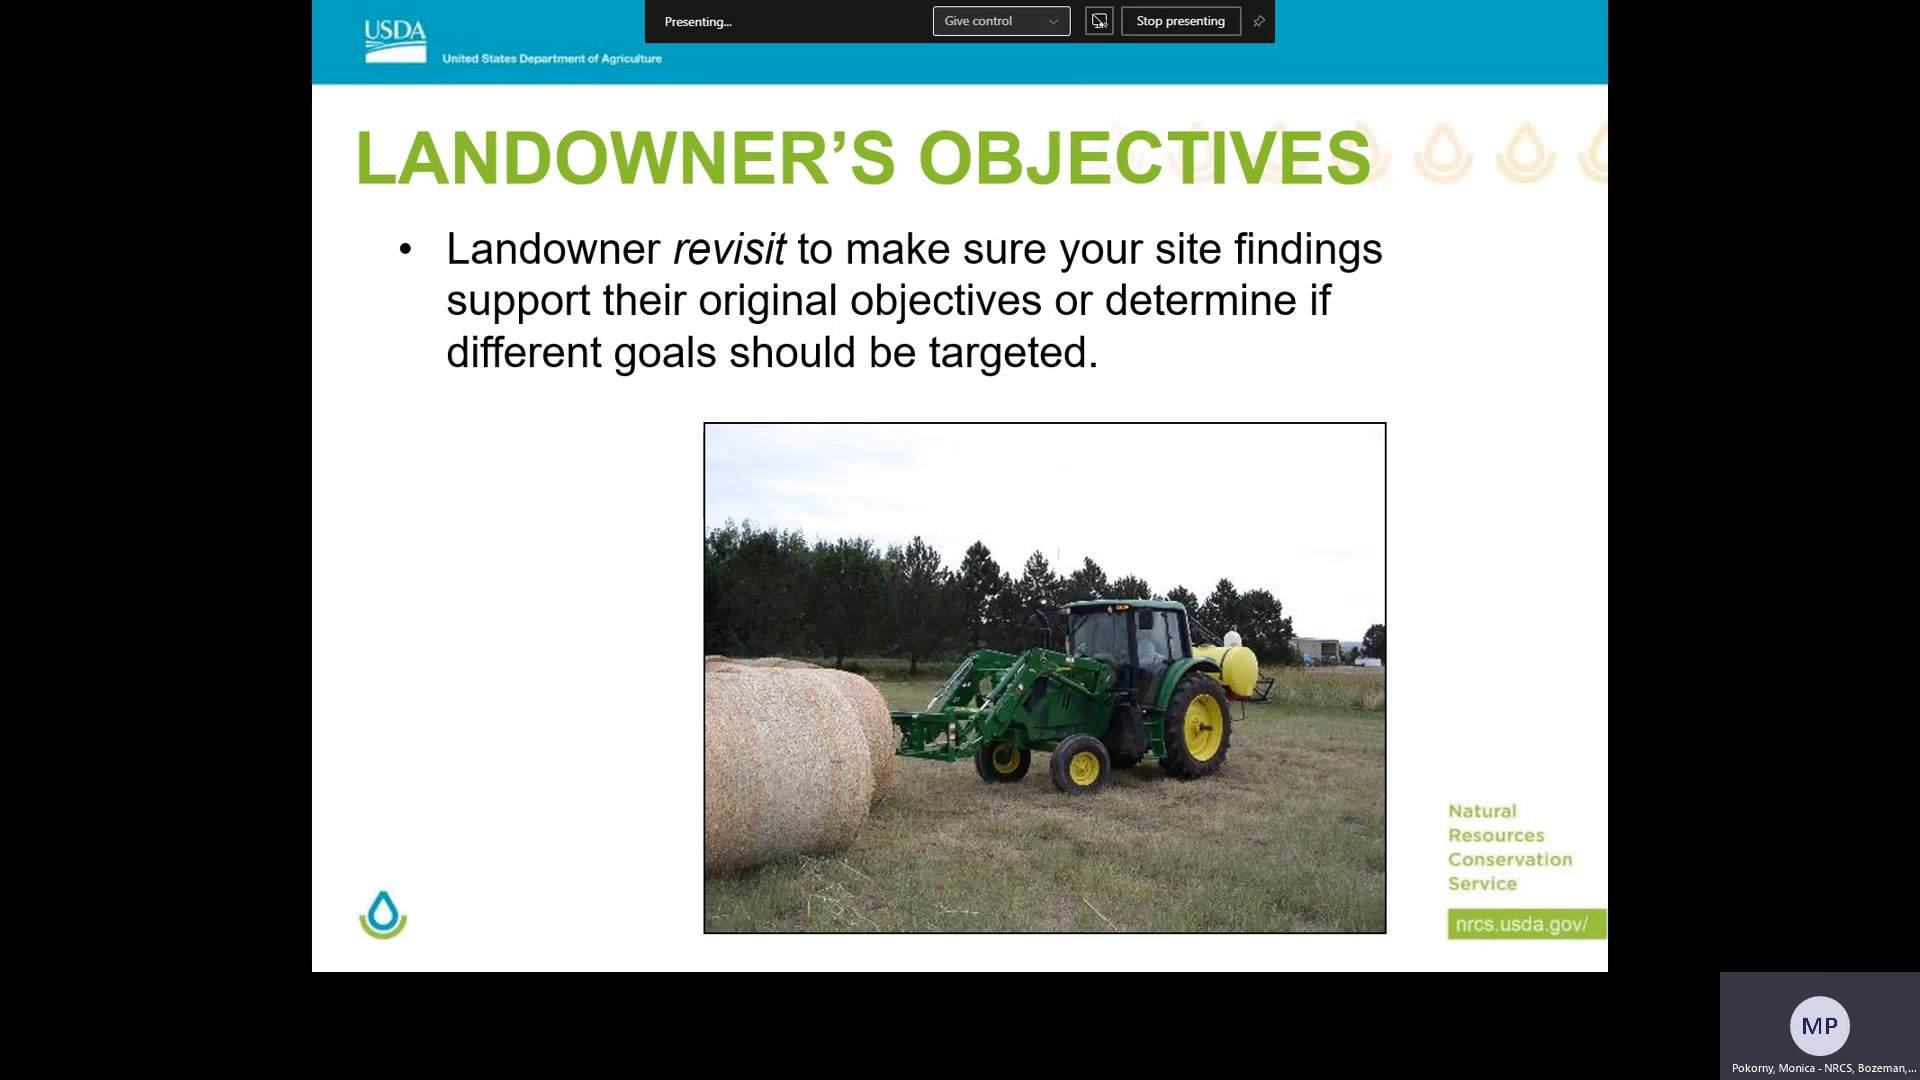 Presenting...
Give control
Stop presenting
USDA
United States Department of Agriculture
LANDOWNER’S OBJECTIVES
• Landowner revisit to make sure your site findings
support their original objectives or determine if
different goals should be targeted.
Natural
Resources
Conservation
Service
nrcs.usda.gov/
MP
Pokorny, Monica - NRCS, Bozeman,...